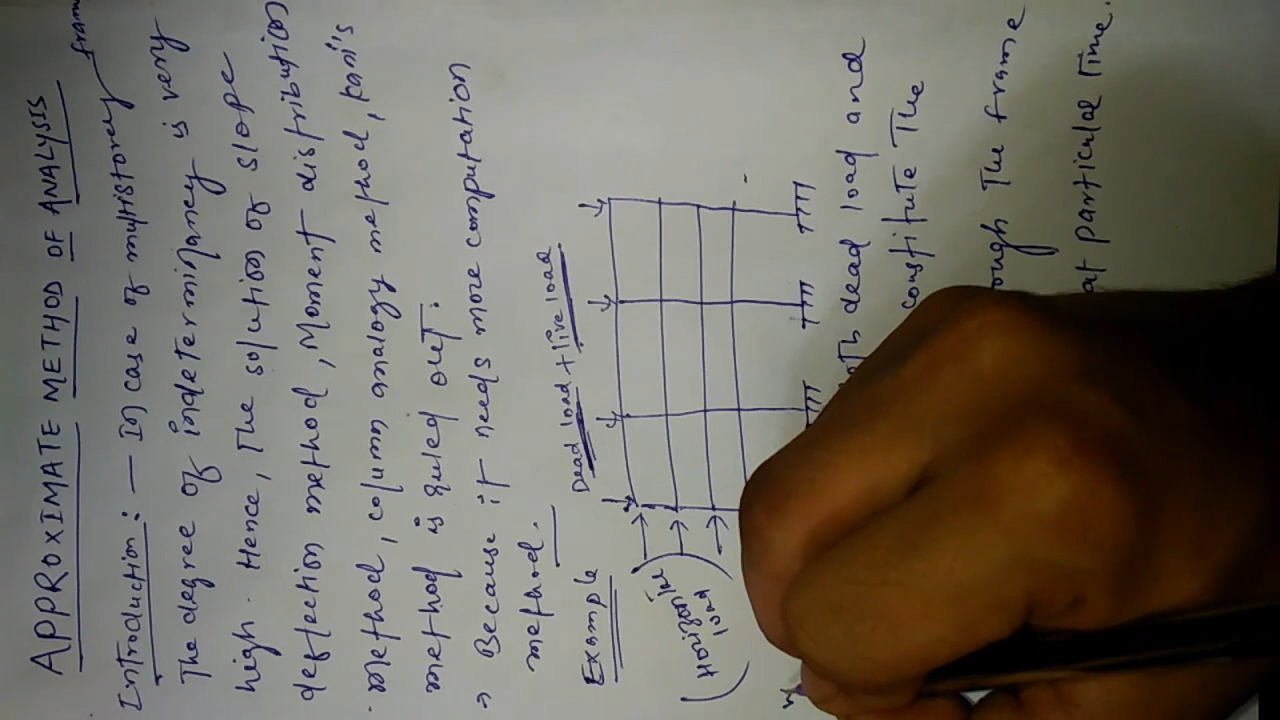 APPROXIMATE METHOD OF ANALYSIS
Introduction: — In case of multistorey fram
The degree of indeterminancy is very
high. Hence, The solution of slope
deflection method, Moment distribution
method, column analogy method, kani's
method is ruled out.
→ Because it needs more computation
method.
Example
Dead load + live load
(Horizontal load)
both dead load and
constitute The
ough The frame
at particular time.